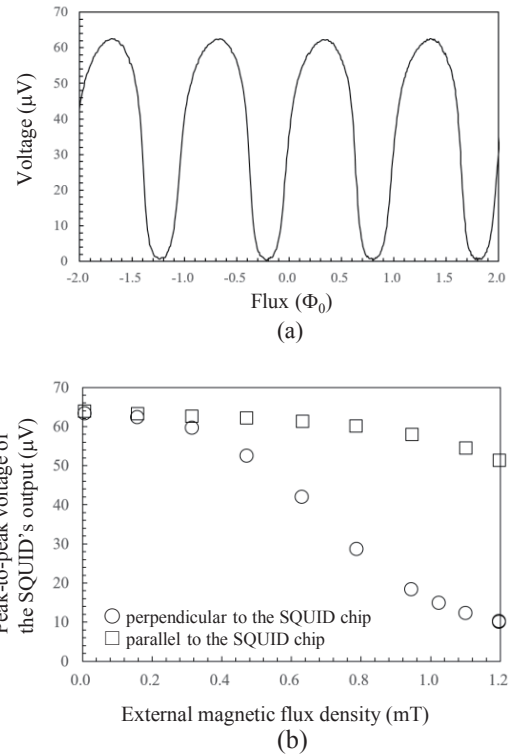 Voltage (µV)
70
60
50
40
30
20
10
0
-2.0 -1.5 -1.0 -0.5 0.0 0.5 1.0 1.5 2.0
Flux (Φ0)
(a)
Peak-to-peak voltage of
the SQUID's output (µV)
70
60
50
40
30
20
10
0
perpendicular to the SQUID chip
parallel to the SQUID chip
0.0 0.2 0.4 0.6 0.8 1.0 1.2
External magnetic flux density (mT)
(b)